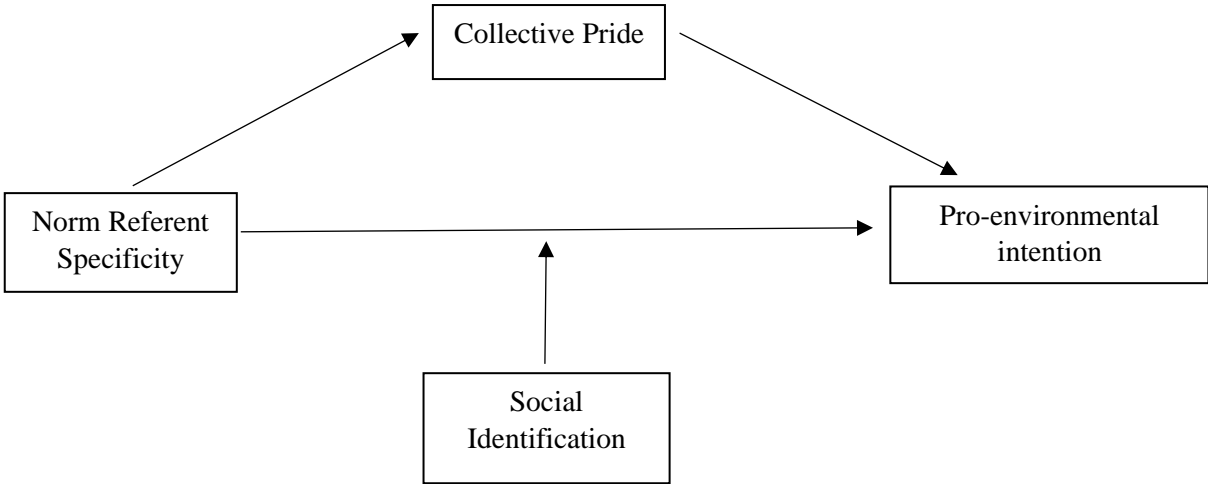 Collective Pride
Norm Referent
Specificity
Pro-environmental
intention
Social
Identification